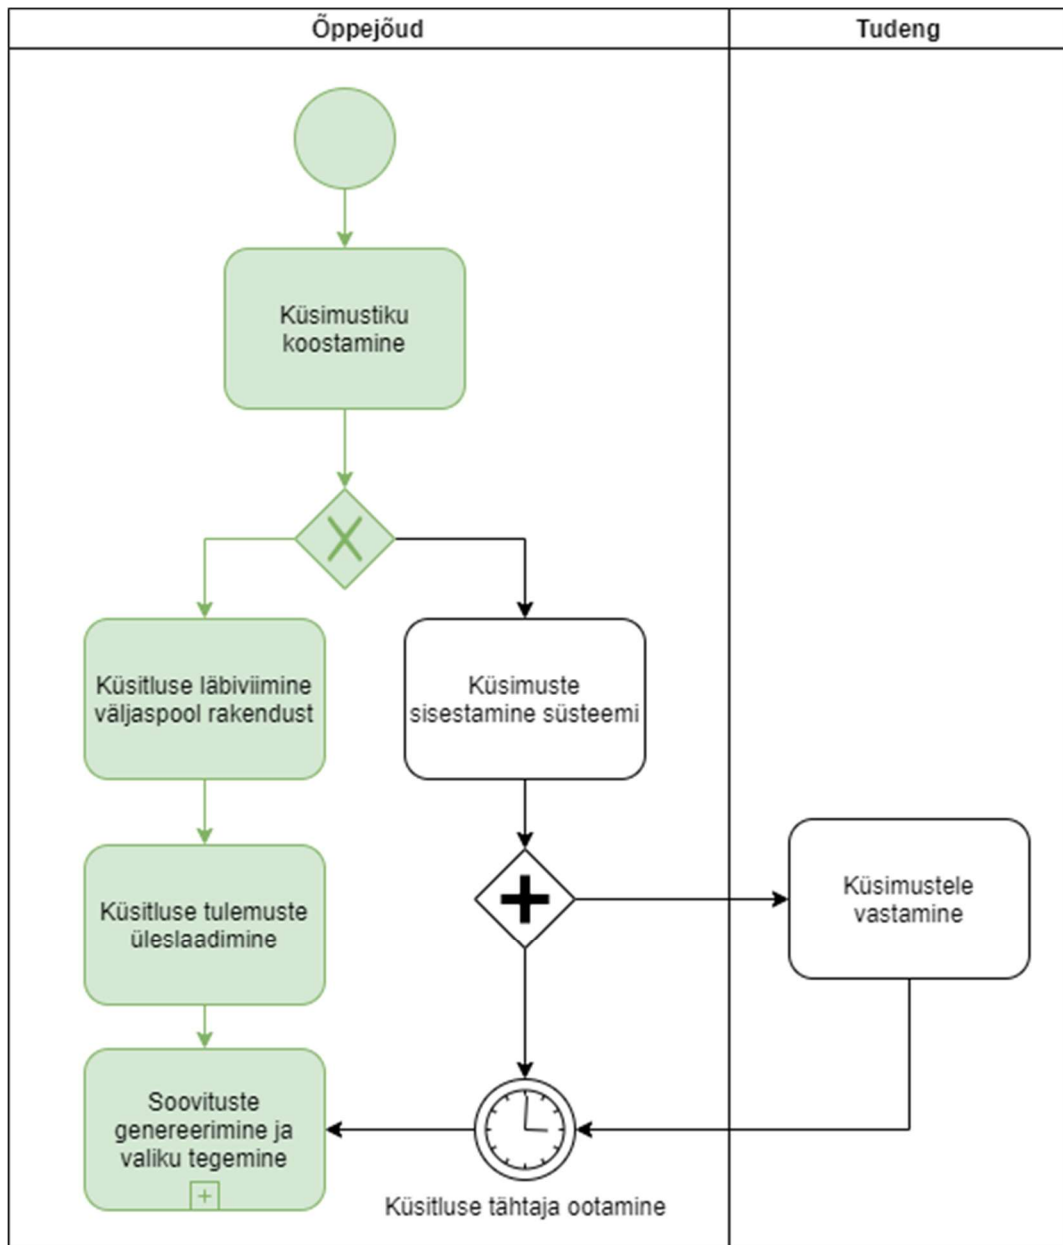 Õppejõud
Tudeng
Küsimustiku
koostamine
Küsitluse läbiviimine
väljaspool rakendust
Küsimuste
sisestamine süsteemi
Küsimustele
vastamine
Küsitluse tulemuste
üleslaadimine
Soovituste
genereerimine ja
valiku tegemine
Küsitluse tähtaja ootamine